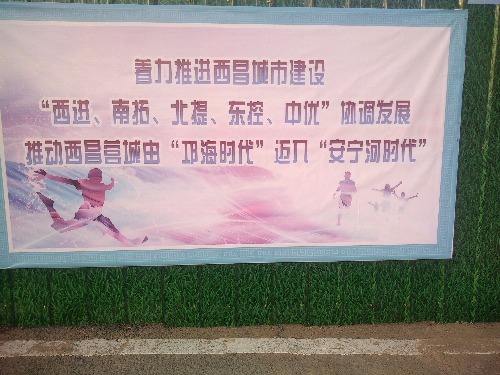 着力推进西昌城市建设
“西进、南拓、北提、东控、中优”协调发展
推动西昌营城由“邛海时代”迈入“安宁河时代”